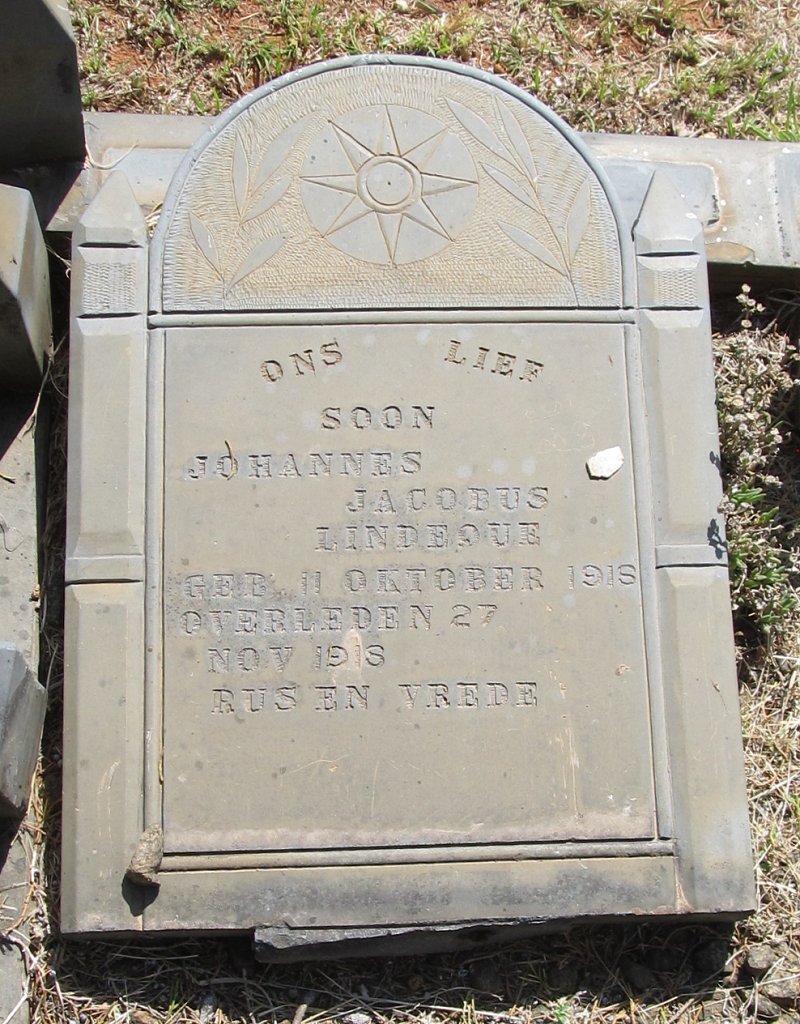 ONS LIEF
SOON
JOHANNES
JACOBUS
LINDEQUE
GEB 11 OKTOBER 1918
OVERLEDEN 27
NOV 1918
RUS EN VREDE